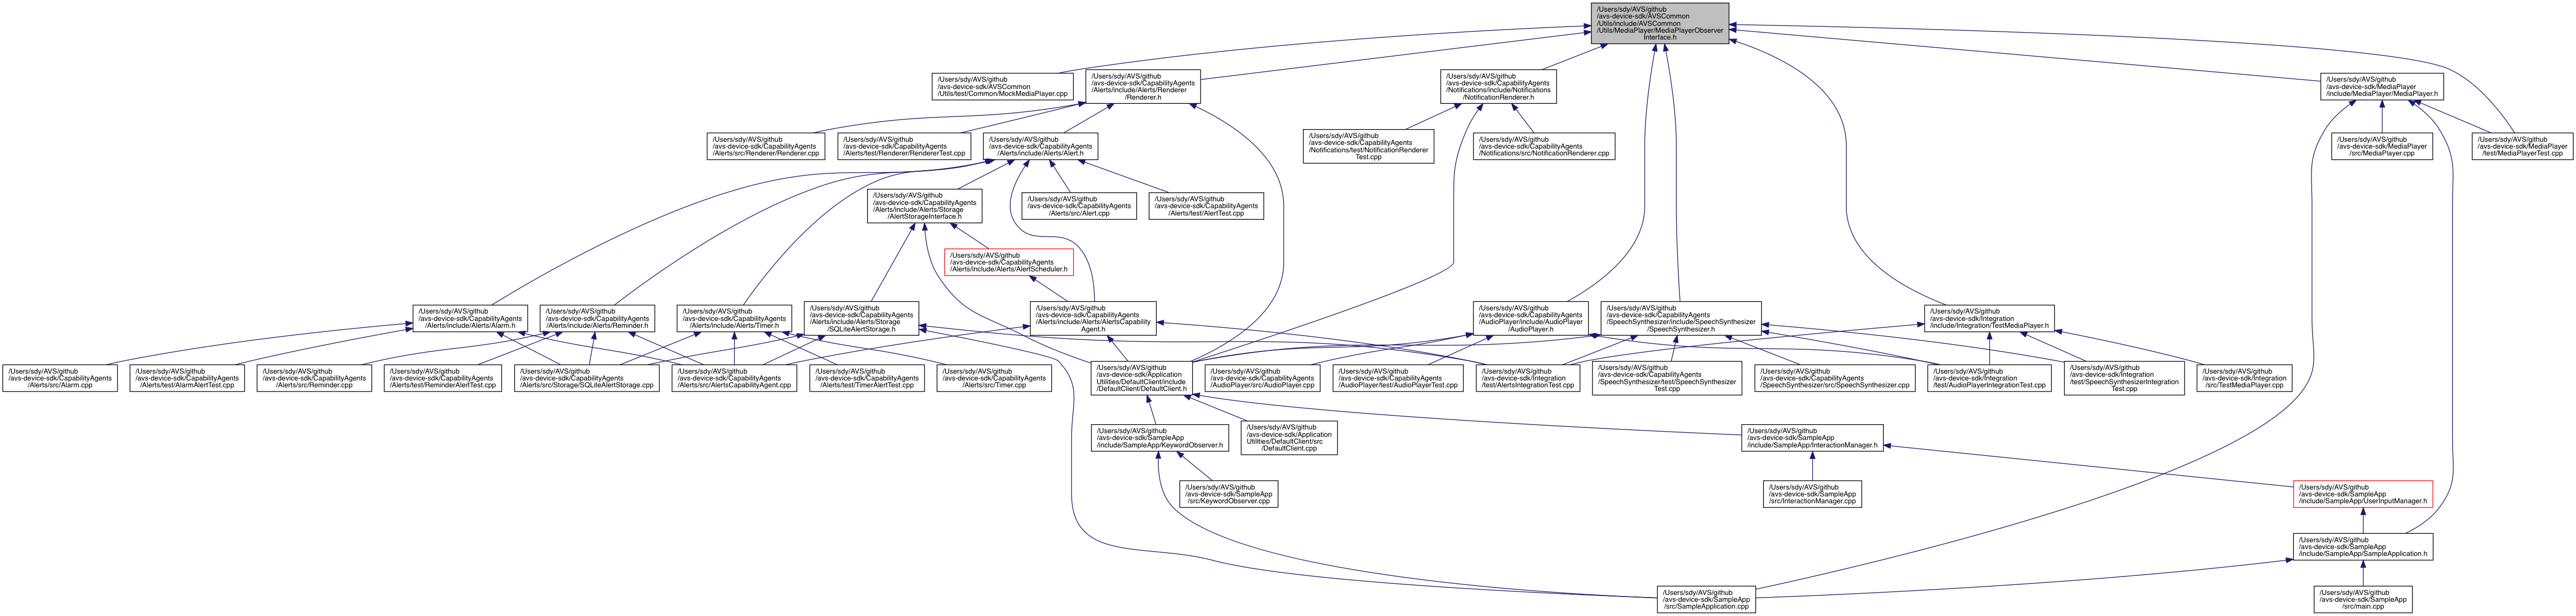 /Users/sdy/AVS/github
/avs-device-sdk/AVSCommon
/Utils/include/AVSCommon
/Utils/MediaPlayer/MediaPlayerObserver
Interface.h
/Users/sdy/AVS/github
/avs-device-sdk/AVSCommon
/Utils/test/Common/MockMediaPlayer.cpp
/Users/sdy/AVS/github
/avs-device-sdk/CapabilityAgents
/Alerts/include/Alerts/Renderer
/Renderer.h
/Users/sdy/AVS/github
/avs-device-sdk/CapabilityAgents
/Notifications/include/Notifications
/NotificationRenderer.h
/Users/sdy/AVS/github
/avs-device-sdk/MediaPlayer
/include/MediaPlayer/MediaPlayer.h
/Users/sdy/AVS/github
/avs-device-sdk/CapabilityAgents
/Alerts/src/Renderer/Renderer.cpp
/Users/sdy/AVS/github
/avs-device-sdk/CapabilityAgents
/Alerts/test/Renderer/RendererTest.cpp
/Users/sdy/AVS/github
/avs-device-sdk/CapabilityAgents
/Alerts/include/Alerts/Alert.h
/Users/sdy/AVS/github
/avs-device-sdk/CapabilityAgents
/Notifications/test/NotificationRenderer
Test.cpp
/Users/sdy/AVS/github
/avs-device-sdk/CapabilityAgents
/Notifications/src/NotificationRenderer.cpp
/Users/sdy/AVS/github
/avs-device-sdk/MediaPlayer
/src/MediaPlayer.cpp
/Users/sdy/AVS/github
/avs-device-sdk/MediaPlayer
/test/MediaPlayerTest.cpp
/Users/sdy/AVS/github
/avs-device-sdk/CapabilityAgents
/Alerts/include/Alerts/Storage
/AlertStorageInterface.h
/Users/sdy/AVS/github
/avs-device-sdk/CapabilityAgents
/Alerts/src/Alert.cpp
/Users/sdy/AVS/github
/avs-device-sdk/CapabilityAgents
/Alerts/test/AlertTest.cpp
/Users/sdy/AVS/github
/avs-device-sdk/CapabilityAgents
/Alerts/include/Alerts/AlertScheduler.h
/Users/sdy/AVS/github
/avs-device-sdk/CapabilityAgents
/Alerts/include/Alerts/Alarm.h
/Users/sdy/AVS/github
/avs-device-sdk/CapabilityAgents
/Alerts/include/Alerts/Reminder.h
/Users/sdy/AVS/github
/avs-device-sdk/CapabilityAgents
/Alerts/include/Alerts/Timer.h
/Users/sdy/AVS/github
/avs-device-sdk/CapabilityAgents
/Alerts/include/Alerts/Storage
/SQLiteAlertStorage.h
/Users/sdy/AVS/github
/avs-device-sdk/CapabilityAgents
/Alerts/include/Alerts/AlertsCapability
Agent.h
/Users/sdy/AVS/github
/avs-device-sdk/CapabilityAgents
/AudioPlayer/include/AudioPlayer
/AudioPlayer.h
/Users/sdy/AVS/github
/avs-device-sdk/CapabilityAgents
/SpeechSynthesizer/include/SpeechSynthesizer
/SpeechSynthesizer.h
/Users/sdy/AVS/github
/avs-device-sdk/Integration
/include/Integration/TestMediaPlayer.h
/Users/sdy/AVS/github
/avs-device-sdk/CapabilityAgents
/Alerts/src/Alarm.cpp
/Users/sdy/AVS/github
/avs-device-sdk/CapabilityAgents
/Alerts/test/AlarmAlertTest.cpp
/Users/sdy/AVS/github
/avs-device-sdk/CapabilityAgents
/Alerts/src/Reminder.cpp
/Users/sdy/AVS/github
/avs-device-sdk/CapabilityAgents
/Alerts/test/ReminderAlertTest.cpp
/Users/sdy/AVS/github
/avs-device-sdk/CapabilityAgents
/Alerts/src/Storage/SQLiteAlertStorage.cpp
/Users/sdy/AVS/github
/avs-device-sdk/CapabilityAgents
/Alerts/src/AlertsCapabilityAgent.cpp
/Users/sdy/AVS/github
/avs-device-sdk/CapabilityAgents
/Alerts/test/TimerAlertTest.cpp
/Users/sdy/AVS/github
/avs-device-sdk/CapabilityAgents
/Alerts/src/Timer.cpp
/Users/sdy/AVS/github
/avs-device-sdk/Application
Utilities/DefaultClient/include
/DefaultClient/DefaultClient.h
/Users/sdy/AVS/github
/avs-device-sdk/CapabilityAgents
/AudioPlayer/src/AudioPlayer.cpp
/Users/sdy/AVS/github
/avs-device-sdk/CapabilityAgents
/AudioPlayer/test/AudioPlayerTest.cpp
/Users/sdy/AVS/github
/avs-device-sdk/Integration
/test/AlertsIntegrationTest.cpp
/Users/sdy/AVS/github
/avs-device-sdk/CapabilityAgents
/SpeechSynthesizer/test/SpeechSynthesizer
Test.cpp
/Users/sdy/AVS/github
/avs-device-sdk/CapabilityAgents
/SpeechSynthesizer/src/SpeechSynthesizer.cpp
/Users/sdy/AVS/github
/avs-device-sdk/Integration
/test/AudioPlayerIntegrationTest.cpp
/Users/sdy/AVS/github
/avs-device-sdk/Integration
/test/SpeechSynthesizerIntegration
Test.cpp
/Users/sdy/AVS/github
/avs-device-sdk/Integration
/src/TestMediaPlayer.cpp
/Users/sdy/AVS/github
/avs-device-sdk/SampleApp
/include/SampleApp/KeywordObserver.h
/Users/sdy/AVS/github
/avs-device-sdk/Application
Utilities/DefaultClient/src
/DefaultClient.cpp
/Users/sdy/AVS/github
/avs-device-sdk/SampleApp
/include/SampleApp/InteractionManager.h
/Users/sdy/AVS/github
/avs-device-sdk/SampleApp
/src/KeywordObserver.cpp
/Users/sdy/AVS/github
/avs-device-sdk/SampleApp
/src/InteractionManager.cpp
/Users/sdy/AVS/github
/avs-device-sdk/SampleApp
/include/SampleApp/UserInputManager.h
/Users/sdy/AVS/github
/avs-device-sdk/SampleApp
/include/SampleApp/SampleApplication.h
/Users/sdy/AVS/github
/avs-device-sdk/SampleApp
/src/SampleApplication.cpp
/Users/sdy/AVS/github
/avs-device-sdk/SampleApp
/src/main.cpp